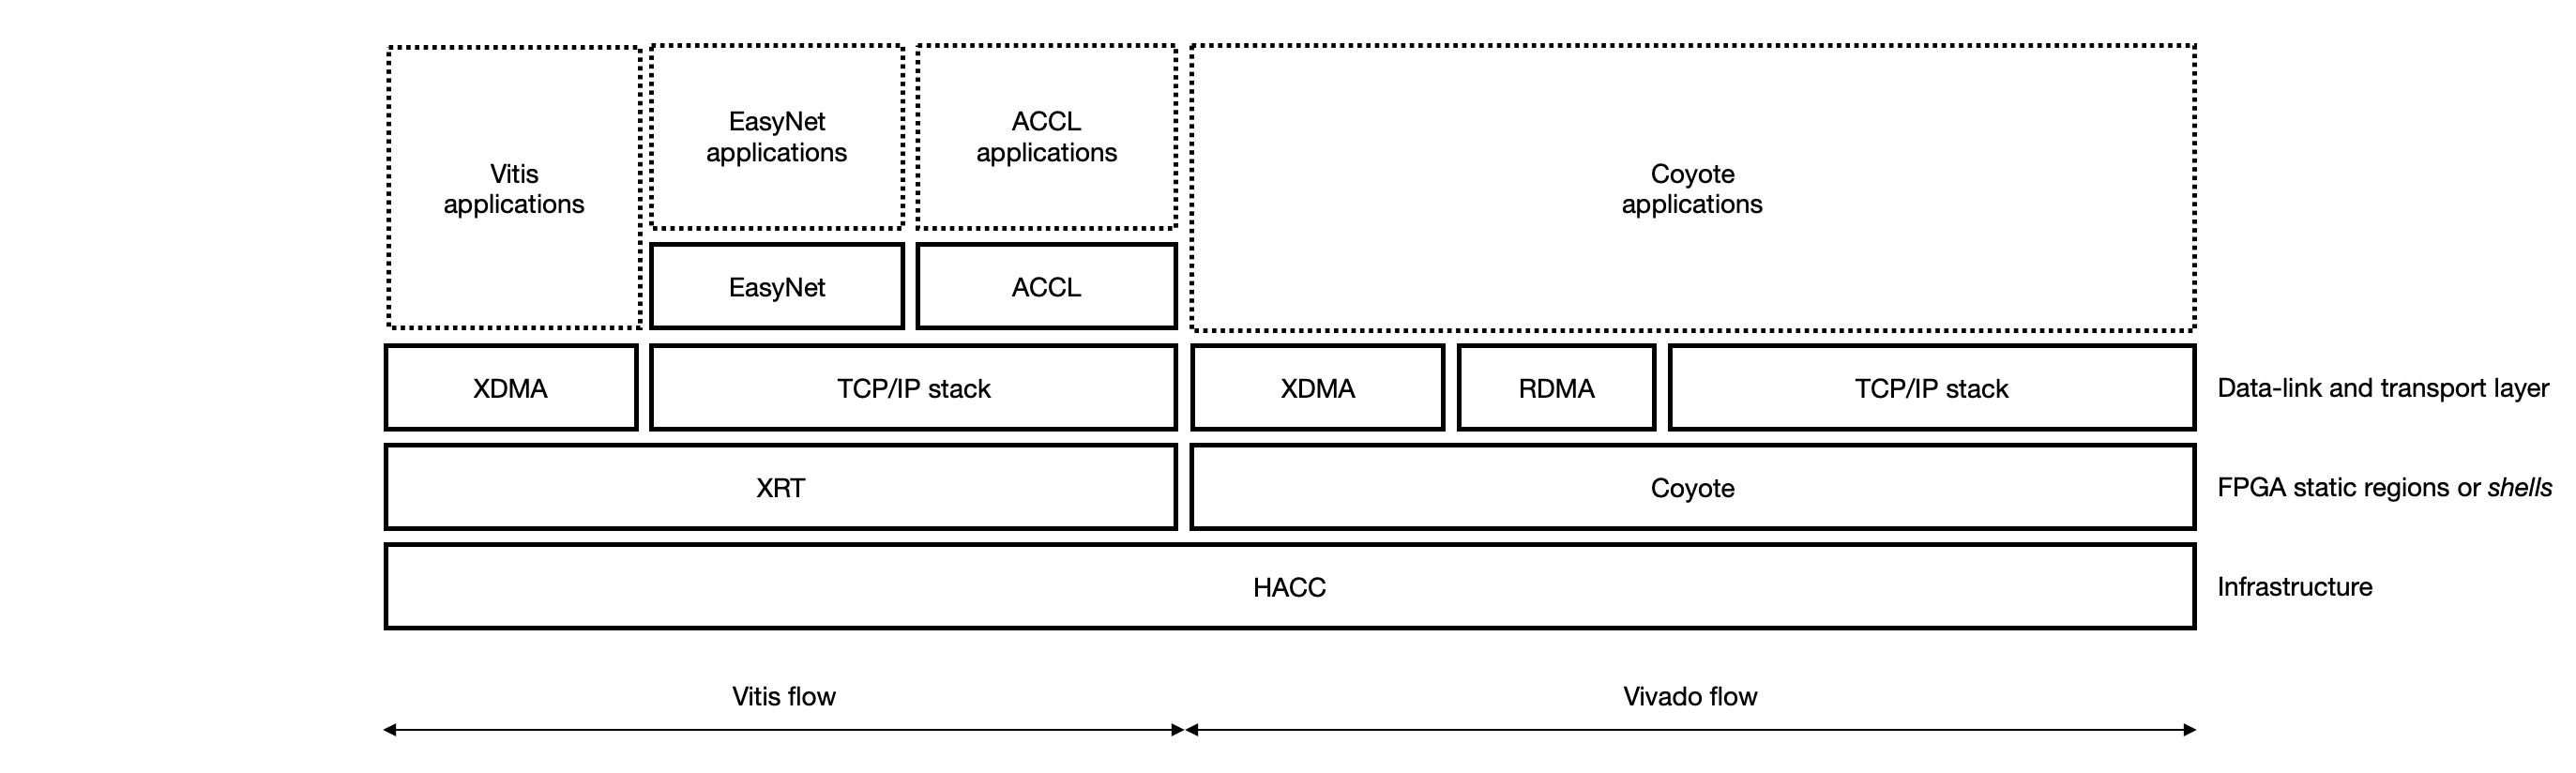 Vitis
applications
EasyNet
applications
ACCL
applications
Coyote
applications
EasyNet
ACCL
XDMA
TCP/IP stack
XDMA
RDMA
TCP/IP stack
Data-link and transport layer
XRT
Coyote
FPGA static regions or shells
HACC
Infrastructure
Vitis flow
Vivado flow